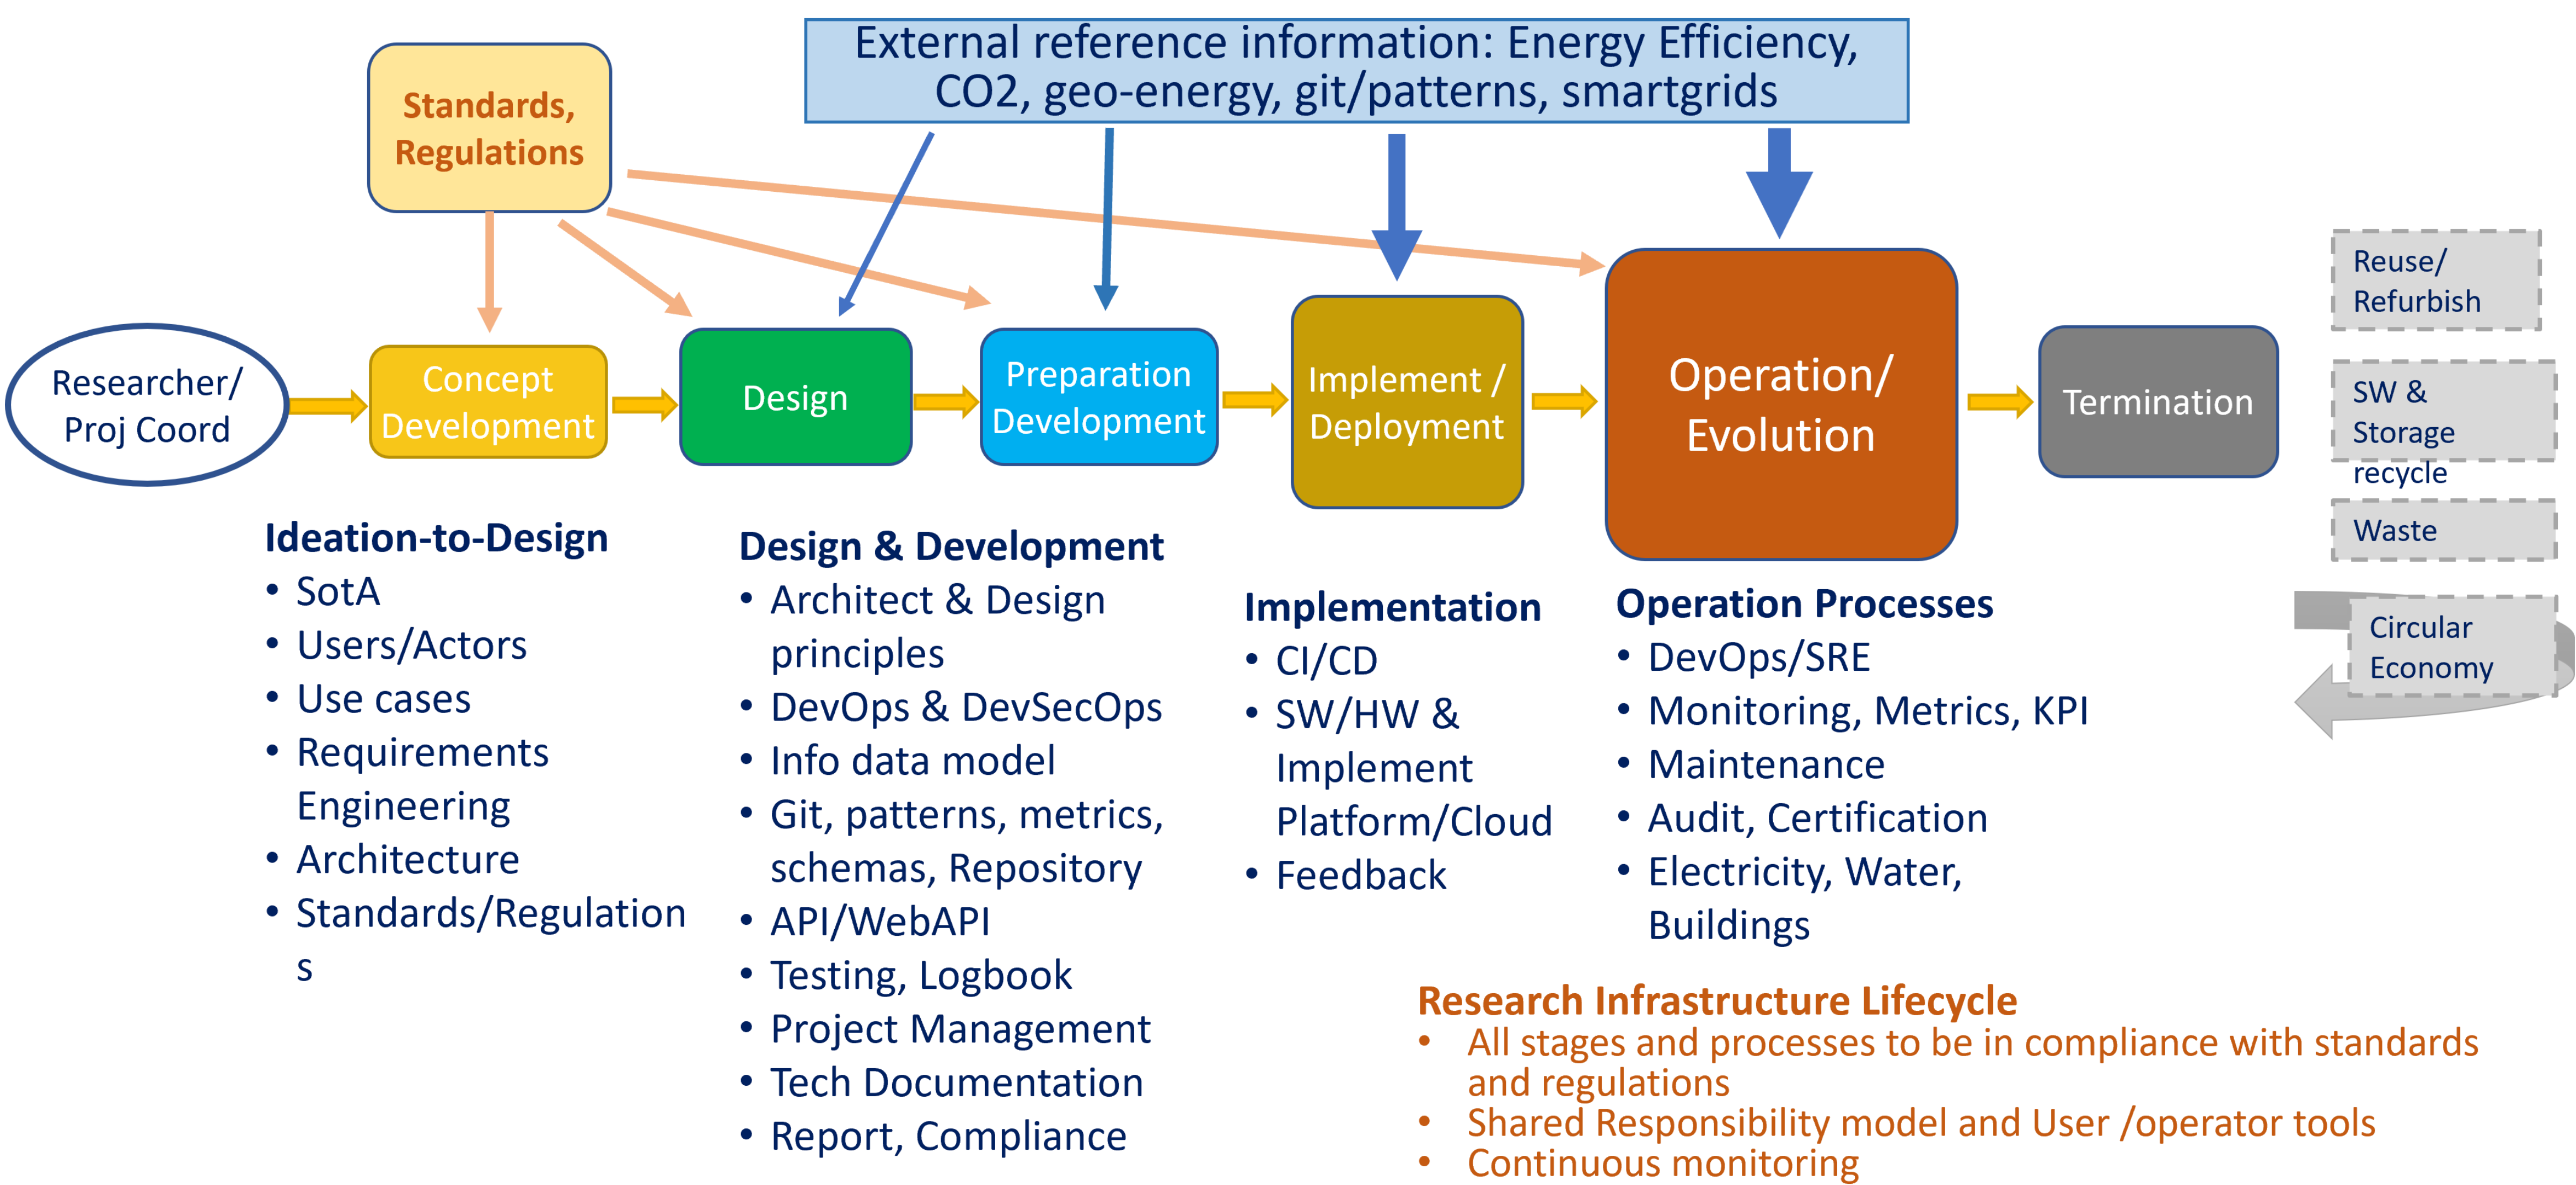 External reference information: Energy Efficiency,
CO2, geo-energy, git/patterns, smartgrids
Standards,
Regulations
Researcher/
Proj Coord
Concept
Development
Design
Preparation
Development
Implement /
Deployment
Operation/
Evolution
Termination
Reuse/
Refurbish
SW &
Storage
recycle
Waste
Circular
Economy
Ideation-to-Design
• SotA
• Users/Actors
• Use cases
• Requirements
Engineering
• Architecture
• Standards/Regulation
s
Design & Development
• Architect & Design
principles
• DevOps & DevSecOps
• Info data model
• Git, patterns, metrics,
schemas, Repository
• API/WebAPI
• Testing, Logbook
• Project Management
• Tech Documentation
• Report, Compliance
Implementation
• CI/CD
• SW/HW &
Implement
Platform/Cloud
• Feedback
Operation Processes
• DevOps/SRE
• Monitoring, Metrics, KPI
• Maintenance
• Audit, Certification
• Electricity, Water,
Buildings
Research Infrastructure Lifecycle
• All stages and processes to be in compliance with standards
and regulations
• Shared Responsibility model and User /operator tools
• Continuous monitoring